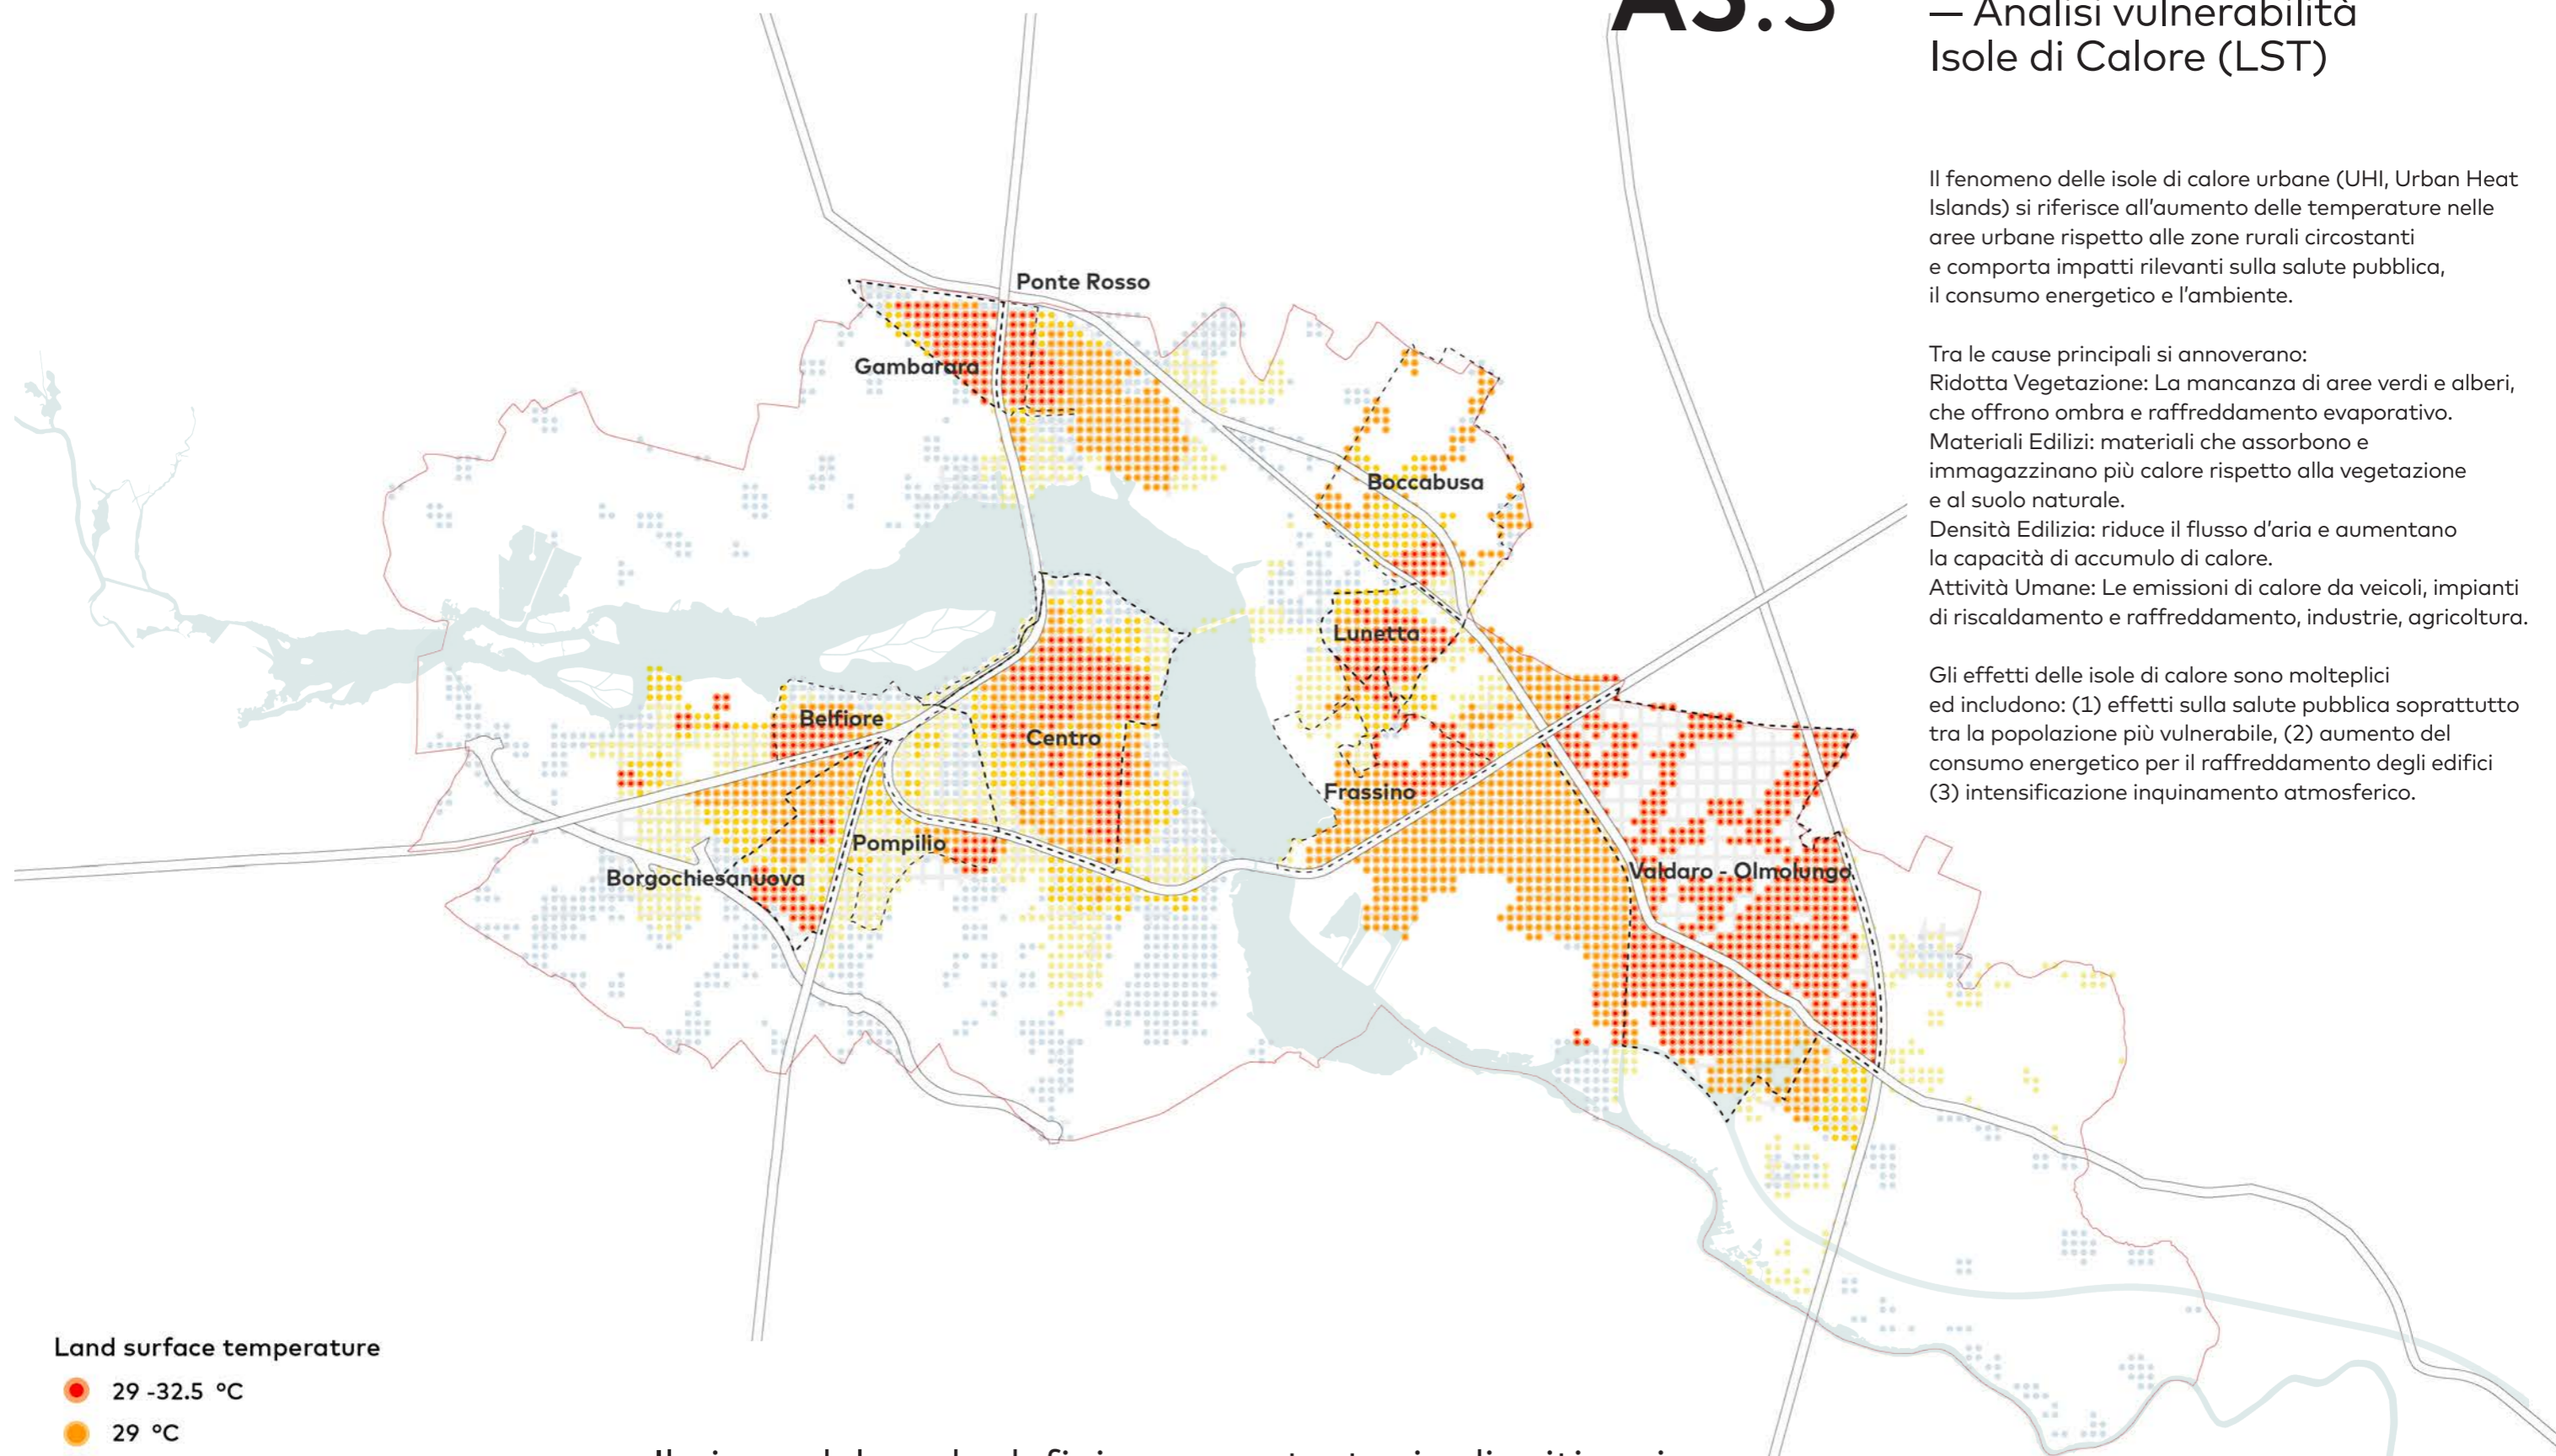 A3.3
— Analisi vulnerabilità
Isole di Calore (LST)
Il fenomeno delle isole di calore urbane (UHI, Urban Heat
Islands) si riferisce all'aumento delle temperature nelle
aree urbane rispetto alle zone rurali circostanti
e comporta impatti rilevanti sulla salute pubblica,
il consumo energetico e l'ambiente.
Tra le cause principali si annoverano:
Ridotta Vegetazione: La mancanza di aree verdi e alberi,
che offrono ombra e raffreddamento evaporativo.
Materiali Edilizi: materiali che assorbono e
immagazzinano più calore rispetto alla vegetazione
e al suolo naturale.
Densità Edilizia: riduce il flusso d'aria e aumentano
la capacità di accumulo di calore.
Attività Umane: Le emissioni di calore da veicoli, impianti
di riscaldamento e raffreddamento, industrie, agricoltura.
Gli effetti delle isole di calore sono molteplici
ed includono: (1) effetti sulla salute pubblica soprattutto
tra la popolazione più vulnerabile, (2) aumento del
consumo energetico per il raffreddamento degli edifici
(3) intensificazione inquinamento atmosferico.
Ponte Rosso
Gambarara
Boccabusa
Lunetta
Belfiore
Centro
Frassino
Pompilio
Valdaro - Olmolungo
Borgochiesanuova
Land surface temperature
29 -32.5 °C
29 °C